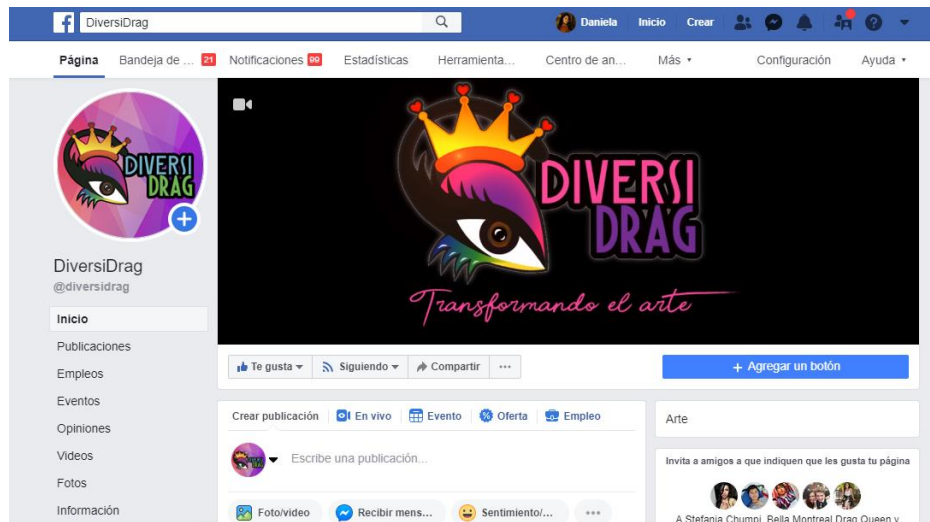 DiversiDrag
Daniela Inicio Crear
Página Bandeja de ... 21 Notificaciones 99 Estadísticas Herramienta... Centro de an... Más Configuración Ayuda
DIVERSI
DRAG
DIVERSI
DRAG
Transformando el arte
DiversiDrag
@diversidrag
Inicio
Publicaciones
Empleos
Eventos
Opiniones
Videos
Fotos
Información
Te gusta Siguiendo Compartir ...
+ Agregar un botón
Crear publicación En vivo Evento Oferta Empleo
Escribe una publicación...
Foto/video Recibir mens... Sentimiento/... ...
Arte
Invita a amigos a que indiquen que les gusta tu página
A Stefania Chumpi, Bella Montreal Drag Queen y